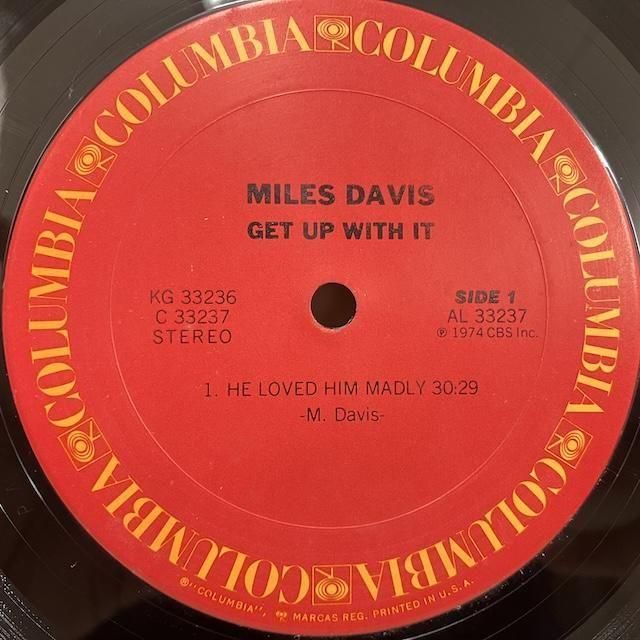 COLUMBIA COLUMBIA COLUMBIA COLUMBIA COLUMBIA COLUMBIA COLUMBIA
MILES DAVIS
GET UP WITH IT
KG 33236
C 33237
STEREO
SIDE 1
AL 33237
℗ 1974 CBS Inc.
1. HE LOVED HIM MADLY 30:29
-M. Davis-
® "COLUMBIA", MARCAS REG. PRINTED IN U.S.A.